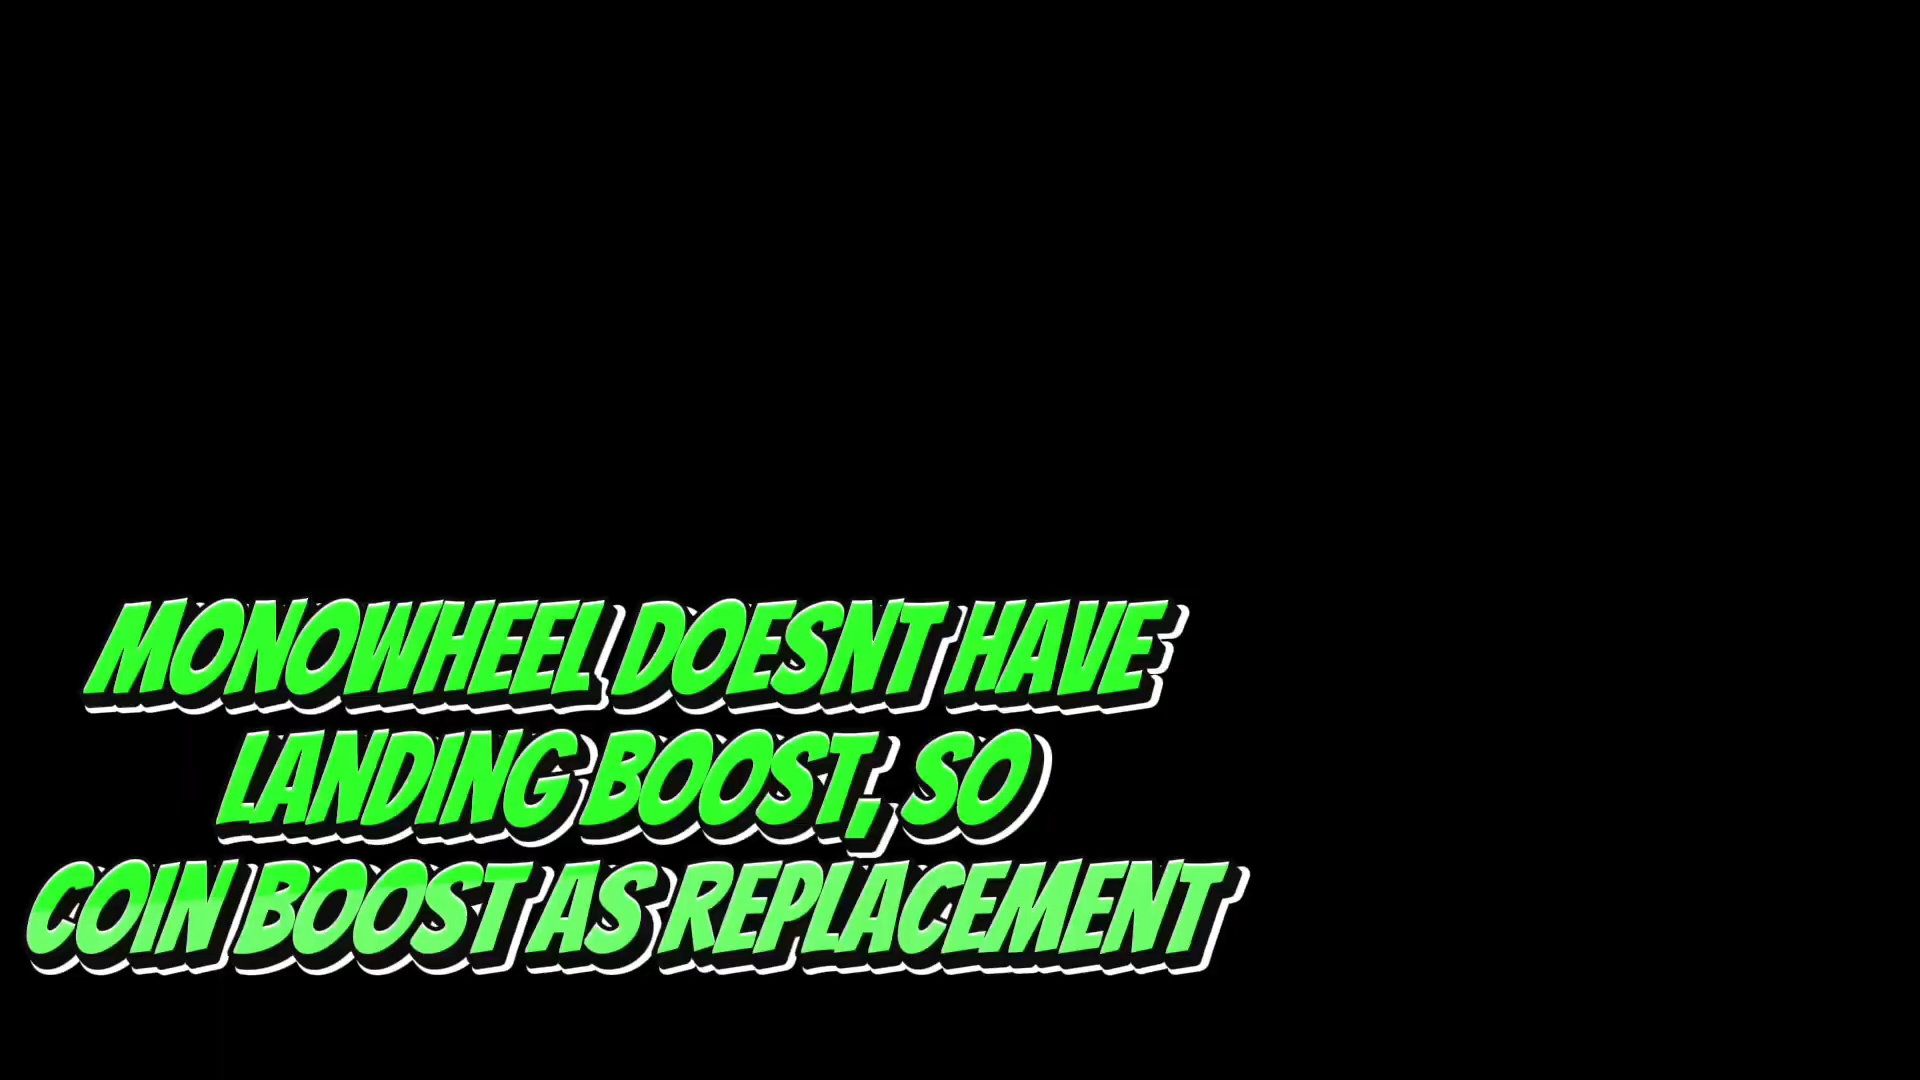 MONOWHEEL DOESNT HAVE
LANDING BOOST, SO
COIN BOOST AS REPLACEMENT